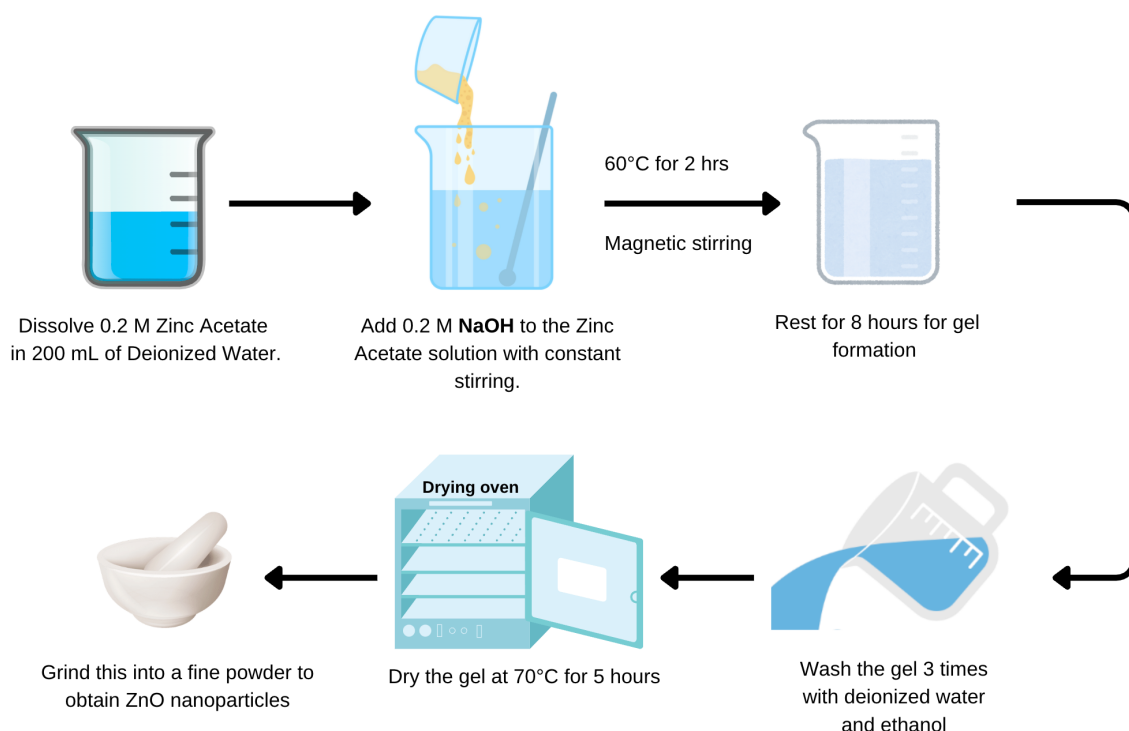 Dissolve 0.2 M Zinc Acetate
in 200 mL of Deionized Water.
Add 0.2 M NaOH to the Zinc
Acetate solution with constant
stirring.
60°C for 2 hrs
Magnetic stirring
Rest for 8 hours for gel
formation
Wash the gel 3 times
with deionized water
and ethanol
Drying oven
Dry the gel at 70°C for 5 hours
Grind this into a fine powder to
obtain ZnO nanoparticles